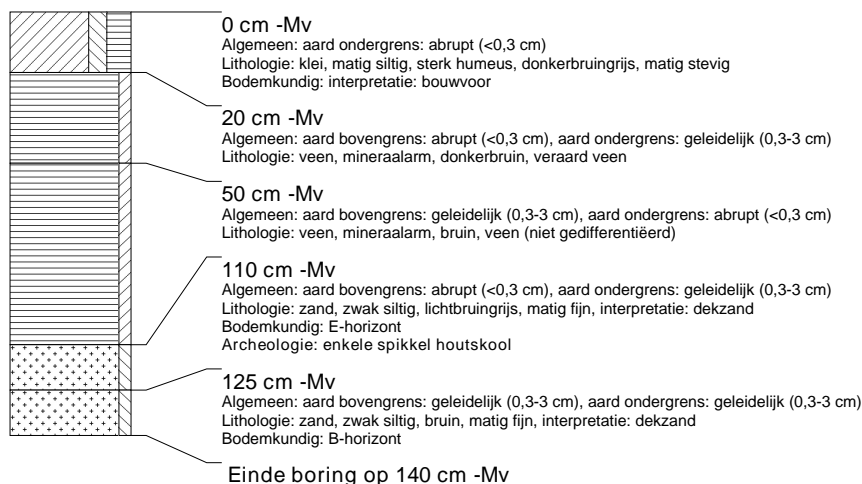 0 cm -Mv
Algemeen: aard ondergrens: abrupt (<0,3 cm)
Lithologie: klei, matig siltig, sterk humeus, donkerbruingrijs, matig stevig
Bodemkundig: interpretatie: bouwvoor
20 cm -Mv
Algemeen: aard bovengrens: abrupt (<0,3 cm), aard ondergrens: geleidelijk (0,3-3 cm)
Lithologie: veen, mineraalarm, donkerbruin, veraard veen
50 cm -Mv
Algemeen: aard bovengrens: geleidelijk (0,3-3 cm), aard ondergrens: abrupt (<0,3 cm)
Lithologie: veen, mineraalarm, bruin, veen (niet gedifferentiëerd)
110 cm -Mv
Algemeen: aard bovengrens: abrupt (<0,3 cm), aard ondergrens: geleidelijk (0,3-3 cm)
Lithologie: zand, zwak siltig, lichtbruingrijs, matig fijn, interpretatie: dekzand
Bodemkundig: E-horizont
Archeologie: enkele spikkel houtskool
125 cm -Mv
Algemeen: aard bovengrens: geleidelijk (0,3-3 cm), aard ondergrens: geleidelijk (0,3-3 cm)
Lithologie: zand, zwak siltig, bruin, matig fijn, interpretatie: dekzand
Bodemkundig: B-horizont
Einde boring op 140 cm -Mv